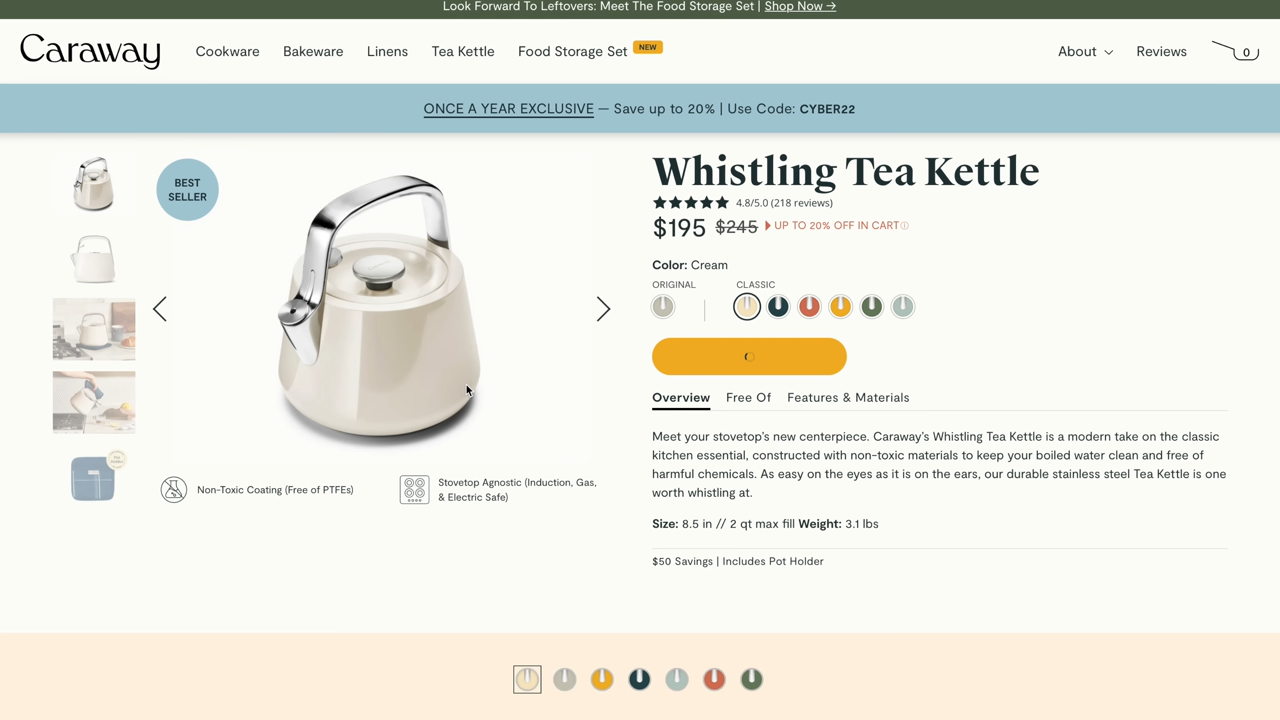 Look Forward To Leftovers: Meet The Food Storage Set | Shop Now →
Caraway
Cookware
Bakeware
Linens
Tea Kettle
Food Storage Set NEW
About
Reviews
0
ONCE A YEAR EXCLUSIVE — Save up to 20% | Use Code: CYBER22
BEST
SELLER
Whistling Tea Kettle
4.8/5.0 (218 reviews)
$195 $245 UP TO 20% OFF IN CART
Color: Cream
ORIGINAL
CLASSIC
Overview
Free Of
Features & Materials
Meet your stovetop's new centerpiece. Caraway's Whistling Tea Kettle is a modern take on the classic
kitchen essential, constructed with non-toxic materials to keep your boiled water clean and free of
harmful chemicals. As easy on the eyes as it is on the ears, our durable stainless steel Tea Kettle is one
worth whistling at.
Size: 8.5 in // 2 qt max fill Weight: 3.1 lbs
$50 Savings | Includes Pot Holder
Non-Toxic Coating (Free of PTFEs)
Stovetop Agnostic (Induction, Gas,
& Electric Safe)